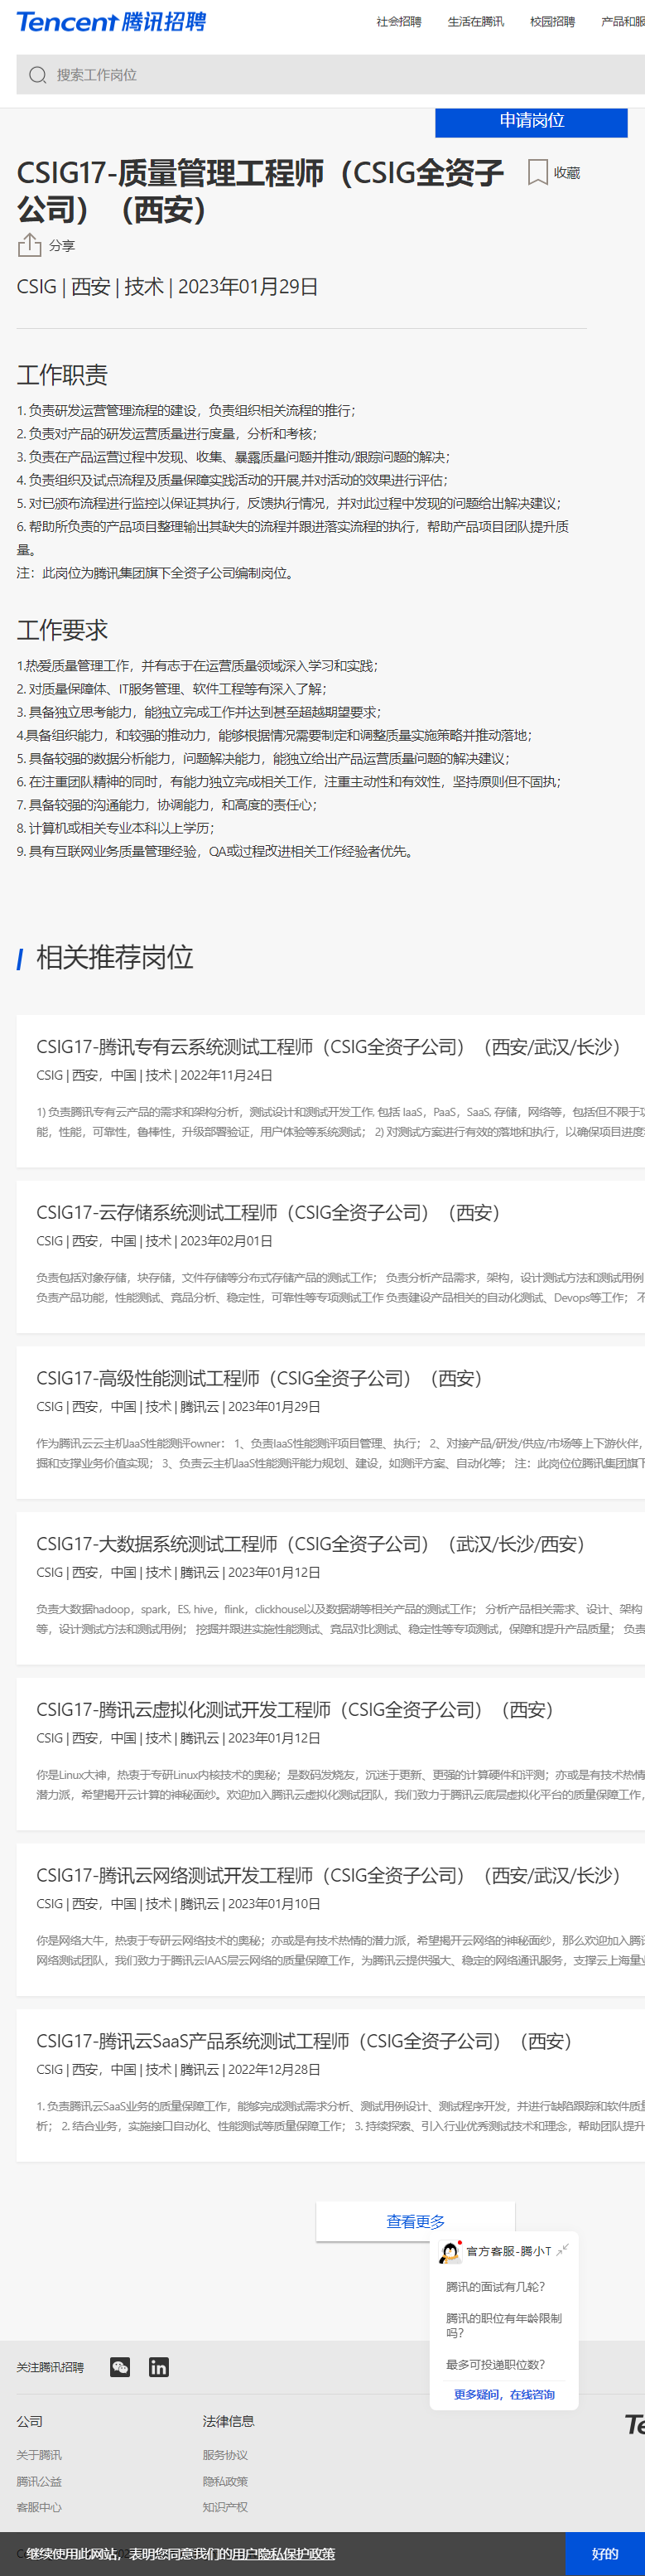 Tencent 腾讯招聘
社会招聘 生活在腾讯 校园招聘 产品和服
搜索工作岗位
申请岗位
CSIG17-质量管理工程师（CSIG全资子
公司）（西安）
收藏
分享
CSIG | 西安 | 技术 | 2023年01月29日
工作职责
1. 负责研发运营管理流程的建设，负责组织相关流程的推行；
2. 负责对产品的研发运营质量进行度量，分析和考核；
3. 负责在产品运营过程中发现、收集、暴露质量问题并推动/跟踪问题的解决；
4. 负责组织及试点流程及质量保障实践活动的开展,并对活动的效果进行评估；
5. 对已颁布流程进行监控以保证其执行，反馈执行情况，并对此过程中发现的问题给出解决建议；
6. 帮助所负责的产品项目整理输出其缺失的流程并跟进落实流程的执行，帮助产品项目团队提升质
量。
注：此岗位为腾讯集团旗下全资子公司编制岗位。
工作要求
1.热爱质量管理工作，并有志于在运营质量领域深入学习和实践；
2. 对质量保障体、IT服务管理、软件工程等有深入了解；
3. 具备独立思考能力，能独立完成工作并达到甚至超越期望要求；
4.具备组织能力，和较强的推动力，能够根据情况需要制定和调整质量实施策略并推动落地；
5. 具备较强的数据分析能力，问题解决能力，能独立给出产品运营质量问题的解决建议；
6. 在注重团队精神的同时，有能力独立完成相关工作，注重主动性和有效性，坚持原则但不固执；
7. 具备较强的沟通能力，协调能力，和高度的责任心；
8. 计算机或相关专业本科以上学历；
9. 具有互联网业务质量管理经验，QA或过程改进相关工作经验者优先。
相关推荐岗位
CSIG17-腾讯专有云系统测试工程师（CSIG全资子公司）（西安/武汉/长沙）
CSIG | 西安，中国 | 技术 | 2022年11月24日
1) 负责腾讯专有云产品的需求和架构分析，测试设计和测试开发工作, 包括 IaaS，PaaS，SaaS, 存储，网络等，包括但不限于功
能，性能，可靠性，鲁棒性，升级部署验证，用户体验等系统测试； 2) 对测试方案进行有效的落地和执行，以确保项目进度
CSIG17-云存储系统测试工程师（CSIG全资子公司）（西安）
CSIG | 西安，中国 | 技术 | 2023年02月01日
负责包括对象存储，块存储，文件存储等分布式存储产品的测试工作； 负责分析产品需求，架构，设计测试方法和测试用例
负责产品功能，性能测试、竞品分析、稳定性，可靠性等专项测试工作 负责建设产品相关的自动化测试、Devops等工作； 不
CSIG17-高级性能测试工程师（CSIG全资子公司）（西安）
CSIG | 西安，中国 | 技术 | 腾讯云 | 2023年01月29日
作为腾讯云云主机IaaS性能测评owner： 1、负责IaaS性能测评项目管理、执行； 2、对接产品/研发/供应/市场等上下游伙伴，
掘和支撑业务价值实现； 3、负责云主机IaaS性能测评能力规划、建设，如测评方案、自动化等； 注：此岗位位腾讯集团旗下
CSIG17-大数据系统测试工程师（CSIG全资子公司）（武汉/长沙/西安）
CSIG | 西安，中国 | 技术 | 腾讯云 | 2023年01月12日
负责大数据hadoop，spark，ES, hive，flink，clickhouse以及数据湖等相关产品的测试工作； 分析产品相关需求、设计、架构
等，设计测试方法和测试用例； 挖掘并跟进实施性能测试、竞品对比测试、稳定性等专项测试，保障和提升产品质量； 负责
CSIG17-腾讯云虚拟化测试开发工程师（CSIG全资子公司）（西安）
CSIG | 西安，中国 | 技术 | 腾讯云 | 2023年01月12日
你是Linux大神，热衷于专研Linux内核技术的奥秘；是数码发烧友，沉迷于更新、更强的计算硬件和评测；亦或是有技术热情
潜力派，希望揭开云计算的神秘面纱。欢迎加入腾讯云虚拟化测试团队，我们致力于腾讯云底层虚拟化平台的质量保障工作，
CSIG17-腾讯云网络测试开发工程师（CSIG全资子公司）（西安/武汉/长沙）
CSIG | 西安，中国 | 技术 | 腾讯云 | 2023年01月10日
你是网络大牛，热衷于专研云网络技术的奥秘；亦或是有技术热情的潜力派，希望揭开云网络的神秘面纱，那么欢迎加入腾讯
网络测试团队，我们致力于腾讯云IAAS层云网络的质量保障工作，为腾讯云提供强大、稳定的网络通讯服务，支撑云上海量业
CSIG17-腾讯云SaaS产品系统测试工程师（CSIG全资子公司）（西安）
CSIG | 西安，中国 | 技术 | 腾讯云 | 2022年12月28日
1. 负责腾讯云SaaS业务的质量保障工作，能够完成测试需求分析、测试用例设计、测试程序开发，并进行缺陷跟踪和软件质量
析； 2. 结合业务，实施接口自动化、性能测试等质量保障工作； 3. 持续探索、引入行业优秀测试技术和理念，帮助团队提升
查看更多
官方客服-腾小T
腾讯的面试有几轮？
腾讯的职位有年龄限制
吗？
最多可投递职位数？
更多疑问，在线咨询
关注腾讯招聘
公司 法律信息
关于腾讯 服务协议
腾讯公益 隐私政策
客服中心 知识产权
继续使用此网站，表明您同意我们的用户隐私保护政策
好的